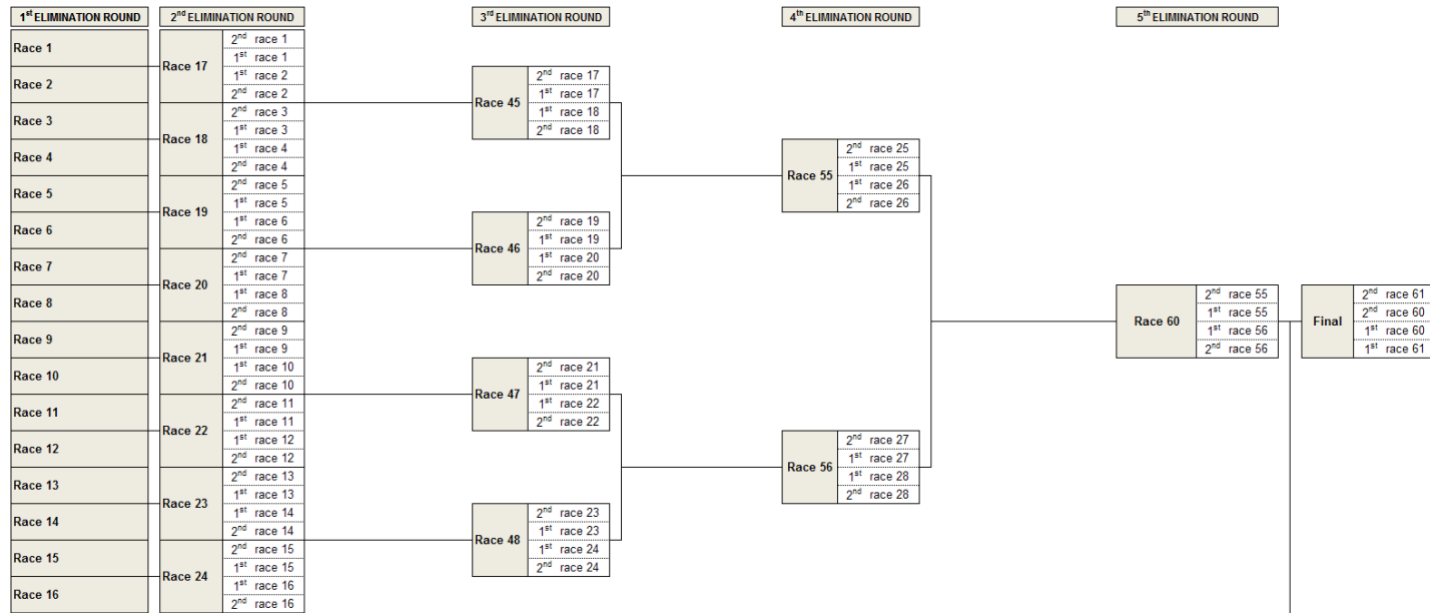 1st ELIMINATION ROUND
2nd ELIMINATION ROUND
3rd ELIMINATION ROUND
4th ELIMINATION ROUND
5th ELIMINATION ROUND
Race 1
Race 2
Race 3
Race 4
Race 5
Race 6
Race 7
Race 8
Race 9
Race 10
Race 11
Race 12
Race 13
Race 14
Race 15
Race 16
Race 17
2nd race 1
1st race 1
1st race 2
2nd race 2
Race 18
2nd race 3
1st race 3
1st race 4
2nd race 4
Race 19
2nd race 5
1st race 5
1st race 6
2nd race 6
Race 20
2nd race 7
1st race 7
1st race 8
2nd race 8
Race 21
2nd race 9
1st race 9
1st race 10
2nd race 10
Race 22
2nd race 11
1st race 11
1st race 12
2nd race 12
Race 23
2nd race 13
1st race 13
1st race 14
2nd race 14
Race 24
2nd race 15
1st race 15
1st race 16
2nd race 16
Race 45
2nd race 17
1st race 17
1st race 18
2nd race 18
Race 46
2nd race 19
1st race 19
1st race 20
2nd race 20
Race 47
2nd race 21
1st race 21
1st race 22
2nd race 22
Race 48
2nd race 23
1st race 23
1st race 24
2nd race 24
Race 55
2nd race 25
1st race 25
1st race 26
2nd race 26
Race 56
2nd race 27
1st race 27
1st race 28
2nd race 28
Race 60
2nd race 55
1st race 55
1st race 56
2nd race 56
Final
2nd race 61
2nd race 60
1st race 60
1st race 61